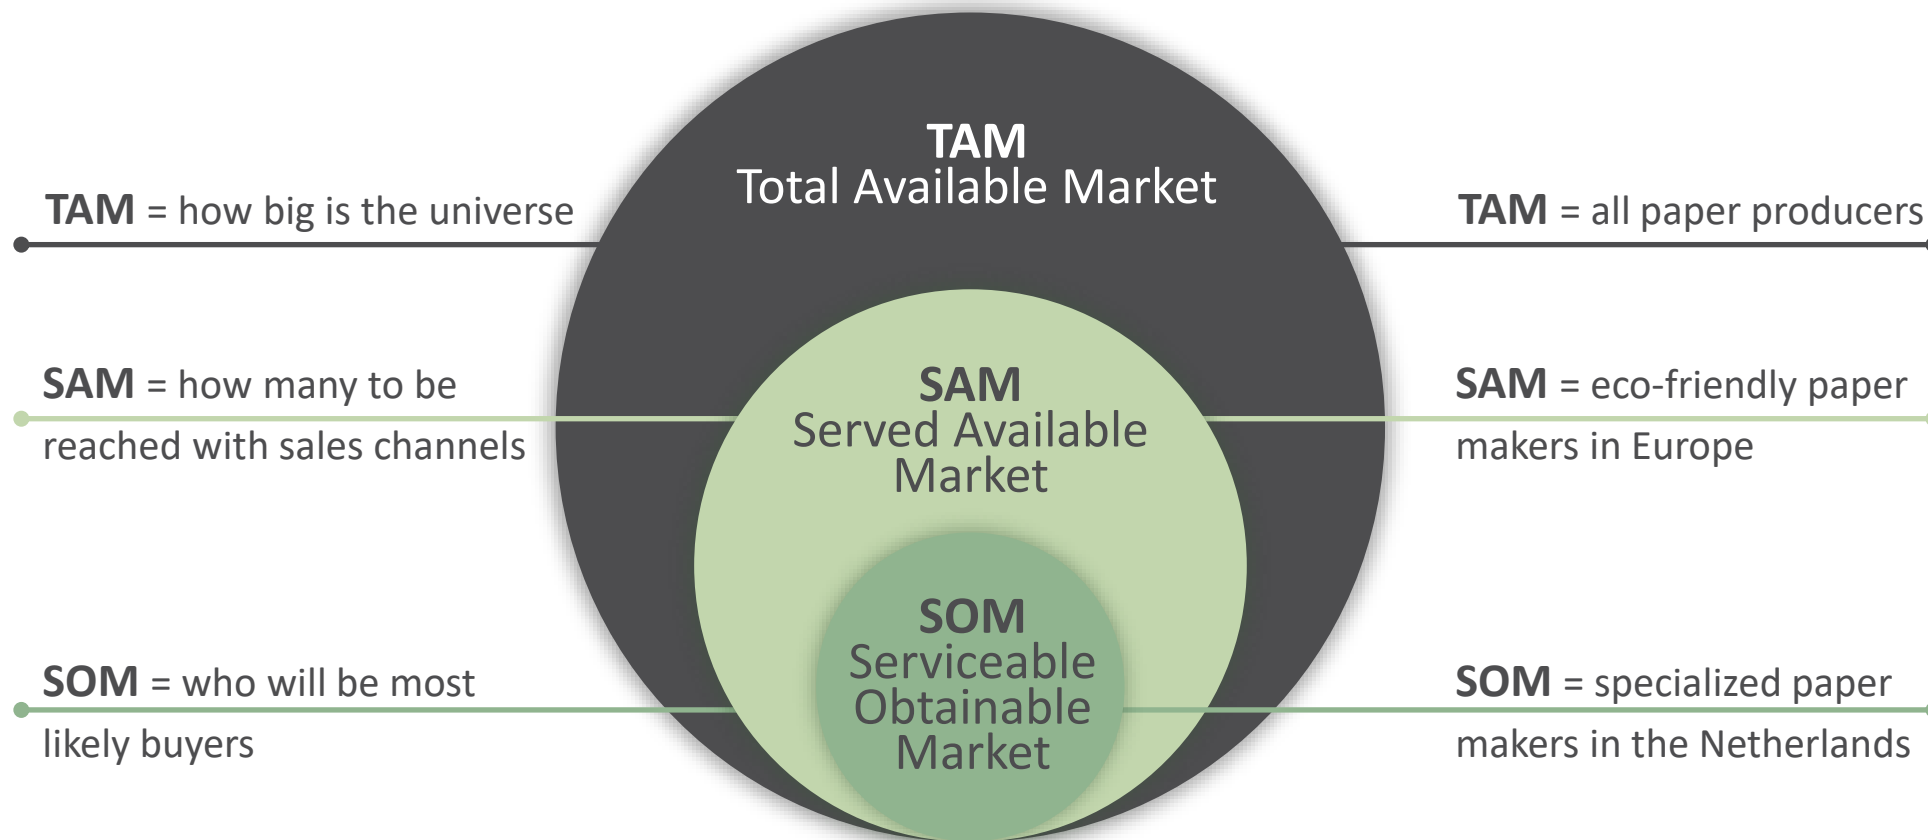 TAM
Total Available Market
TAM = how big is the universe
TAM = all paper producers
SAM = how many to be
reached with sales channels
SAM
Served Available
Market
SAM = eco-friendly paper
makers in Europe
SOM = who will be most
likely buyers
SOM
Serviceable
Obtainable
Market
SOM = specialized paper
makers in the Netherlands